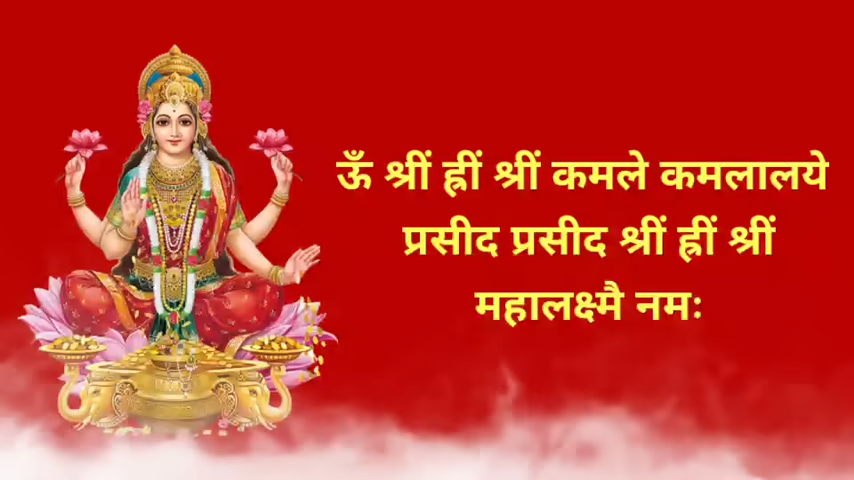 ऊँ श्रीं ह्रीं श्रीं कमले कमलालये
प्रसीद प्रसीद श्रीं ह्रीं श्रीं
महालक्ष्मै नमः